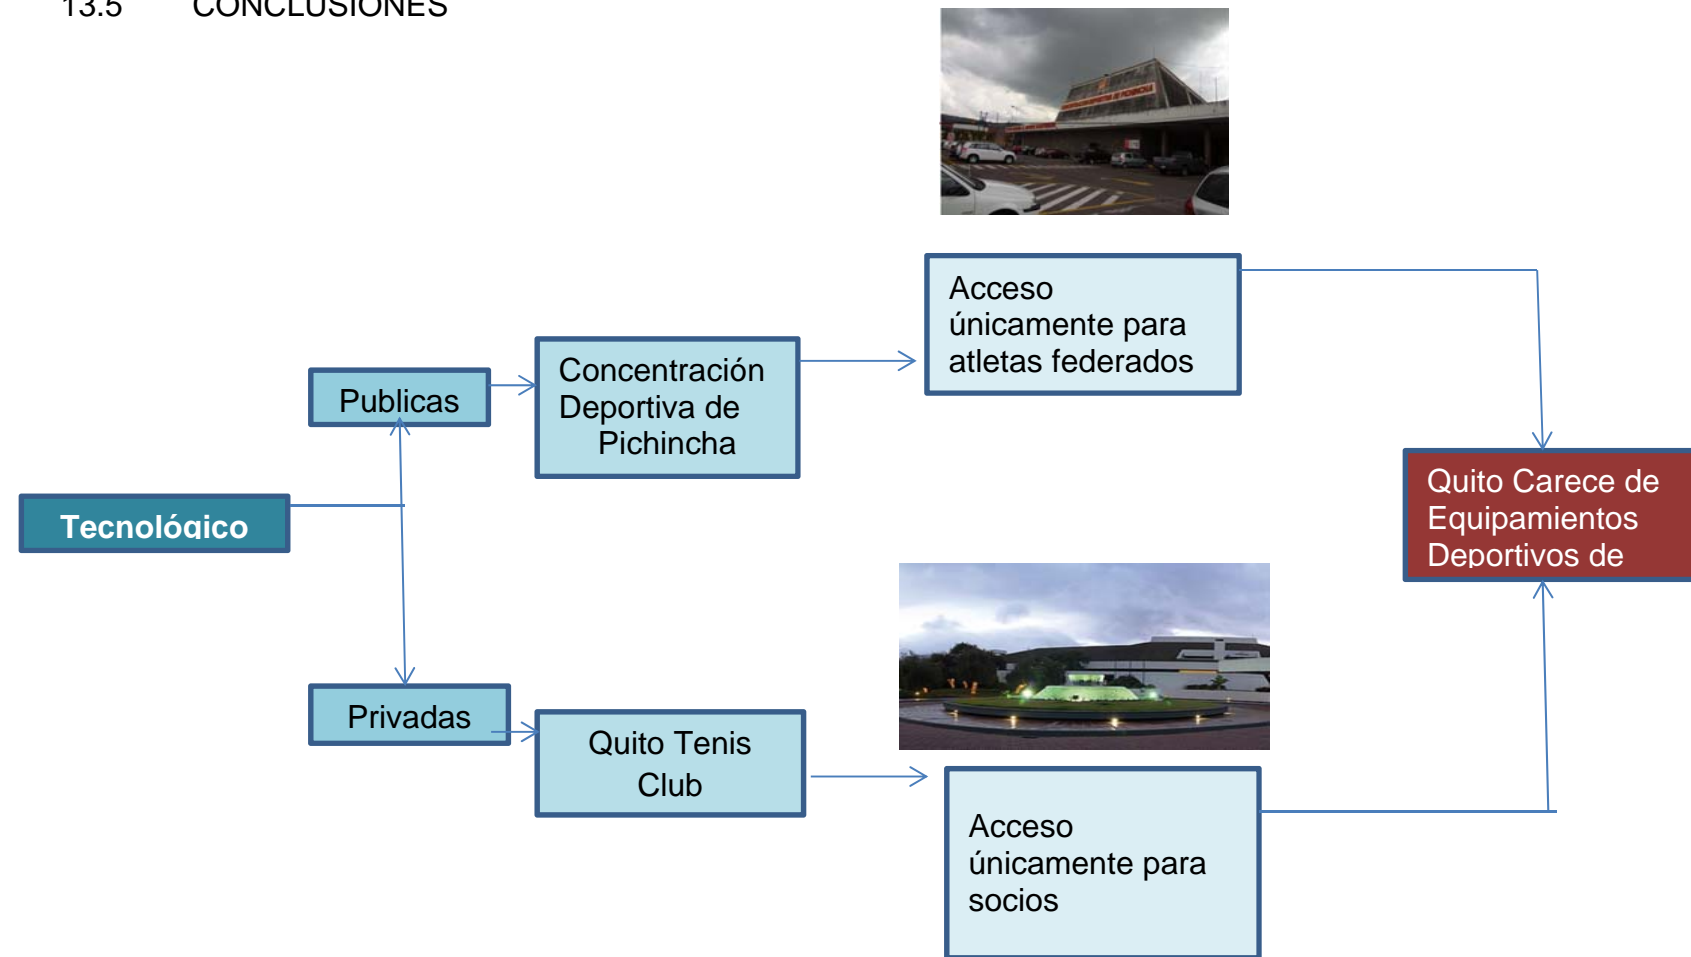 13.5 CONCLUSIONES
Acceso
únicamente para
atletas federados
Concentración
Deportiva de
Pichincha
Publicas
Quito Carece de
Equipamientos
Deportivos de
Tecnológico
Privadas
Quito Tenis
Club
Acceso
únicamente para
socios